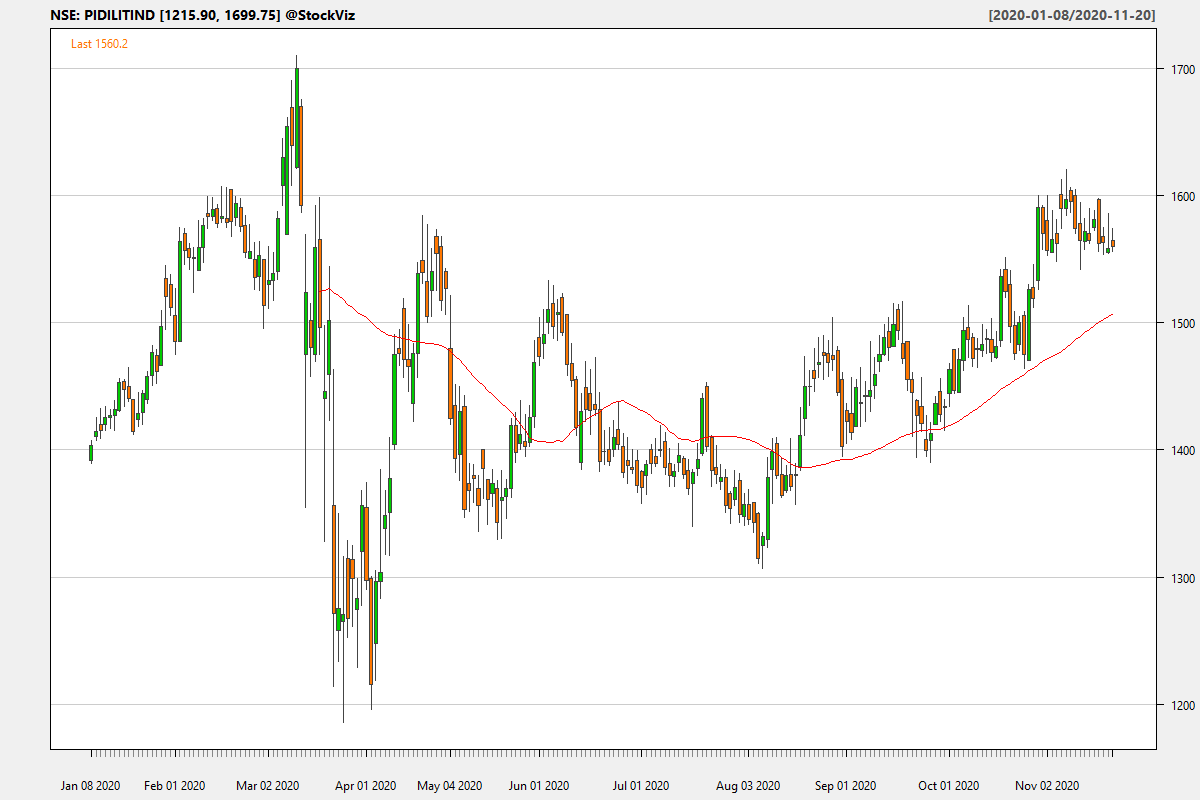 NSE: PIDILITIND [1215.90, 1699.75] @StockViz [2020-01-08/2020-11-20]
Last 1560.2
1700
1600
1500
1400
1300
1200
Jan 08 2020 Feb 01 2020 Mar 02 2020 Apr 01 2020 May 04 2020 Jun 01 2020 Jul 01 2020 Aug 03 2020 Sep 01 2020 Oct 01 2020 Nov 02 2020